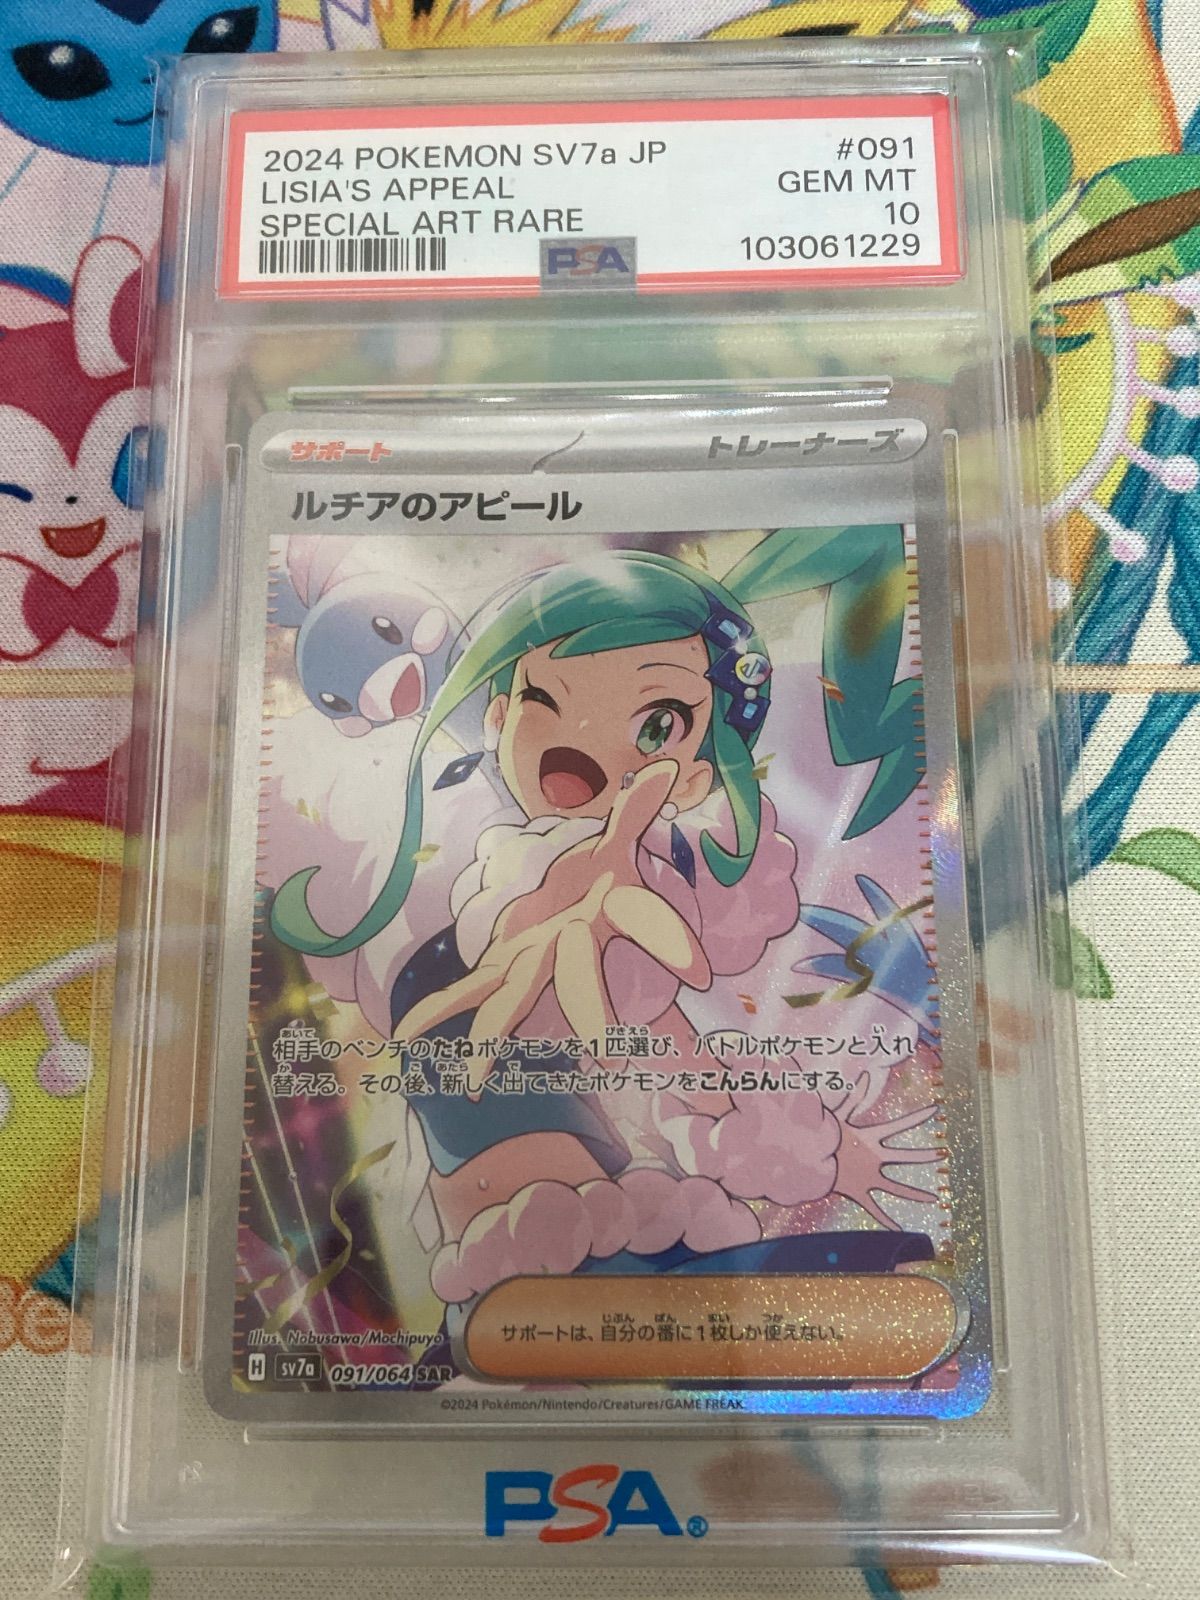 2024 POKEMON SV7a JP #091
LISIA'S APPEAL GEM MT
SPECIAL ART RARE 10
PSA 103061229
サポート トレーナーズ
ルチアのアピール
相手のベンチのたねポケモンを1匹選び、バトルポケモンと入れ
替える。その後、新しく出てきたポケモンをこんらんにする。
サポートは、自分の番に1枚しか使えない。
Illus. Nobusawa/Mochipuyo
H SV7a 091/064 SAR
©2024 Pokémon/Nintendo/Creatures/GAME FREAK.
PSA®